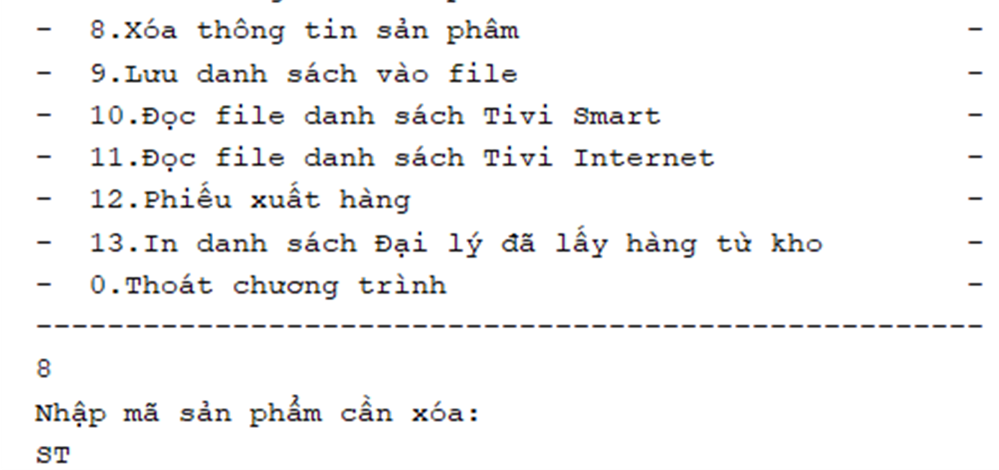 - 8.Xóa thông tin sản phâm -
- 9.Lưu danh sách vào file -
- 10.Đọc file danh sách Tivi Smart -
- 11.Đọc file danh sách Tivi Internet -
- 12.Phiếu xuất hàng -
- 13.In danh sách Đại lý đã lấy hàng từ kho -
- 0.Thoát chương trình -
-----------------------------------------------------
8
Nhập mã sản phẩm cần xóa:
ST